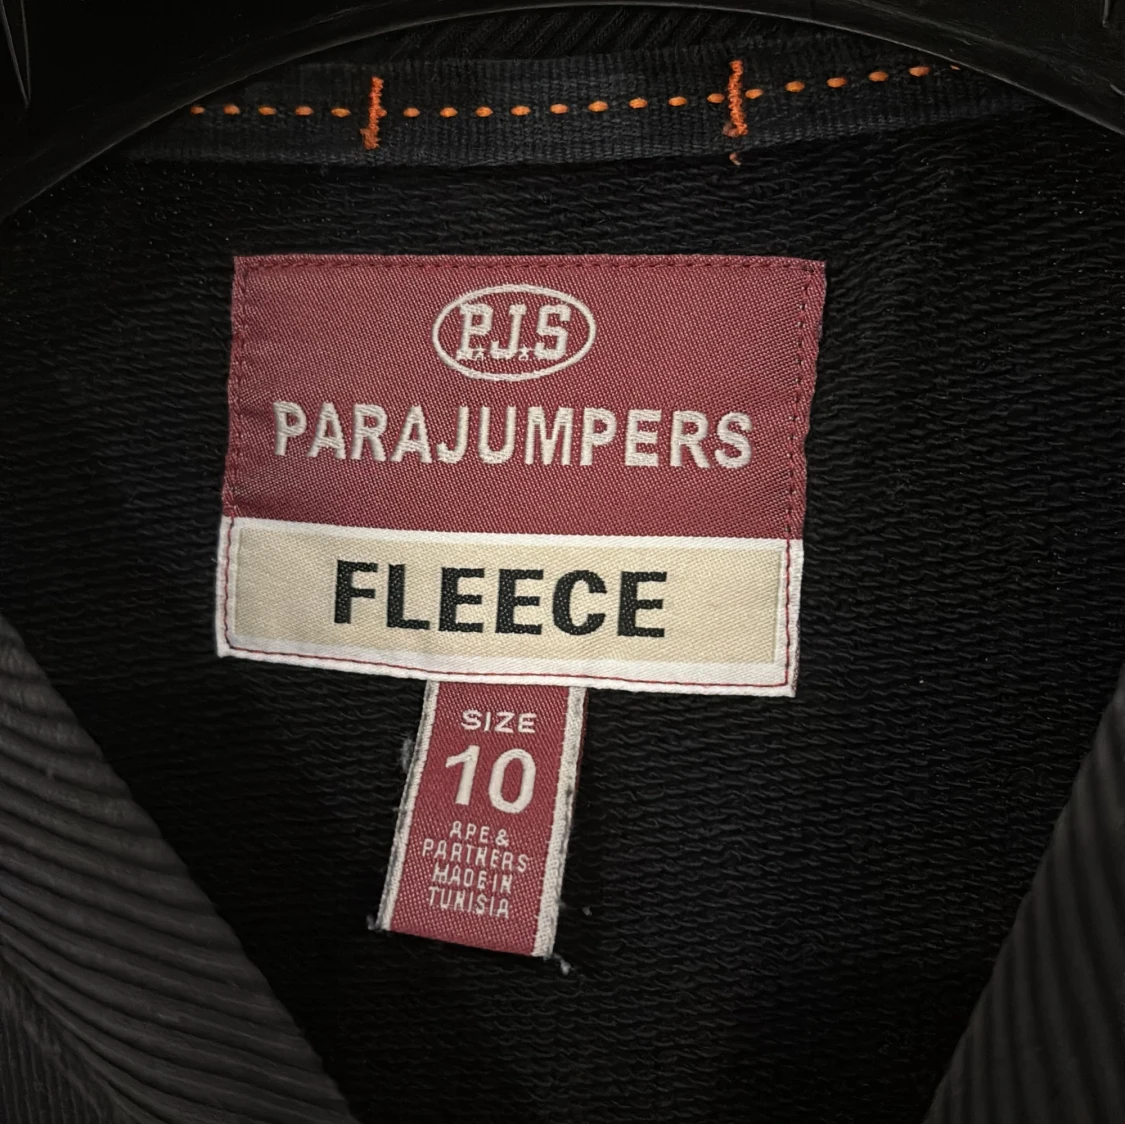 PJS
PARAJUMPERS
FLEECE
SIZE
10
APE &
PARTNERS
MADE IN
TUNISIA